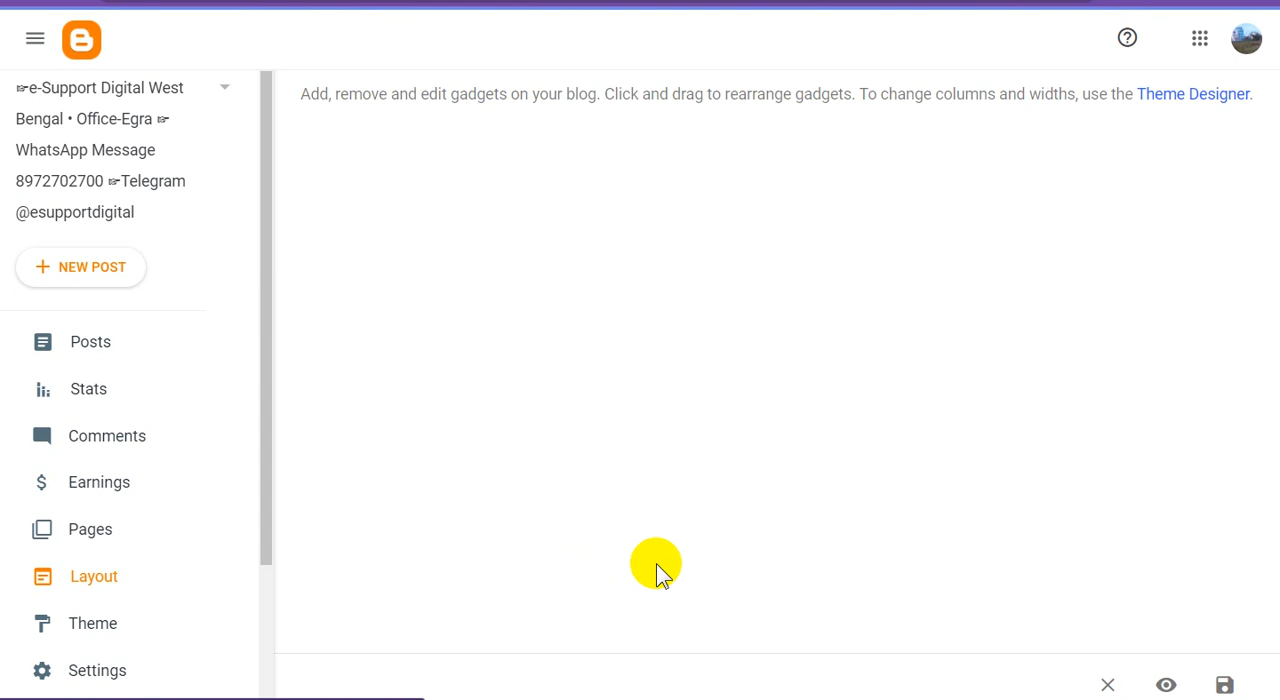 ☞e-Support Digital West
Bengal • Office-Egra ☞
WhatsApp Message
8972702700 ☞Telegram
@esupportdigital
NEW POST
Posts
Stats
Comments
Earnings
Pages
Layout
Theme
Settings
Add, remove and edit gadgets on your blog. Click and drag to rearrange gadgets. To change columns and widths, use the Theme Designer.